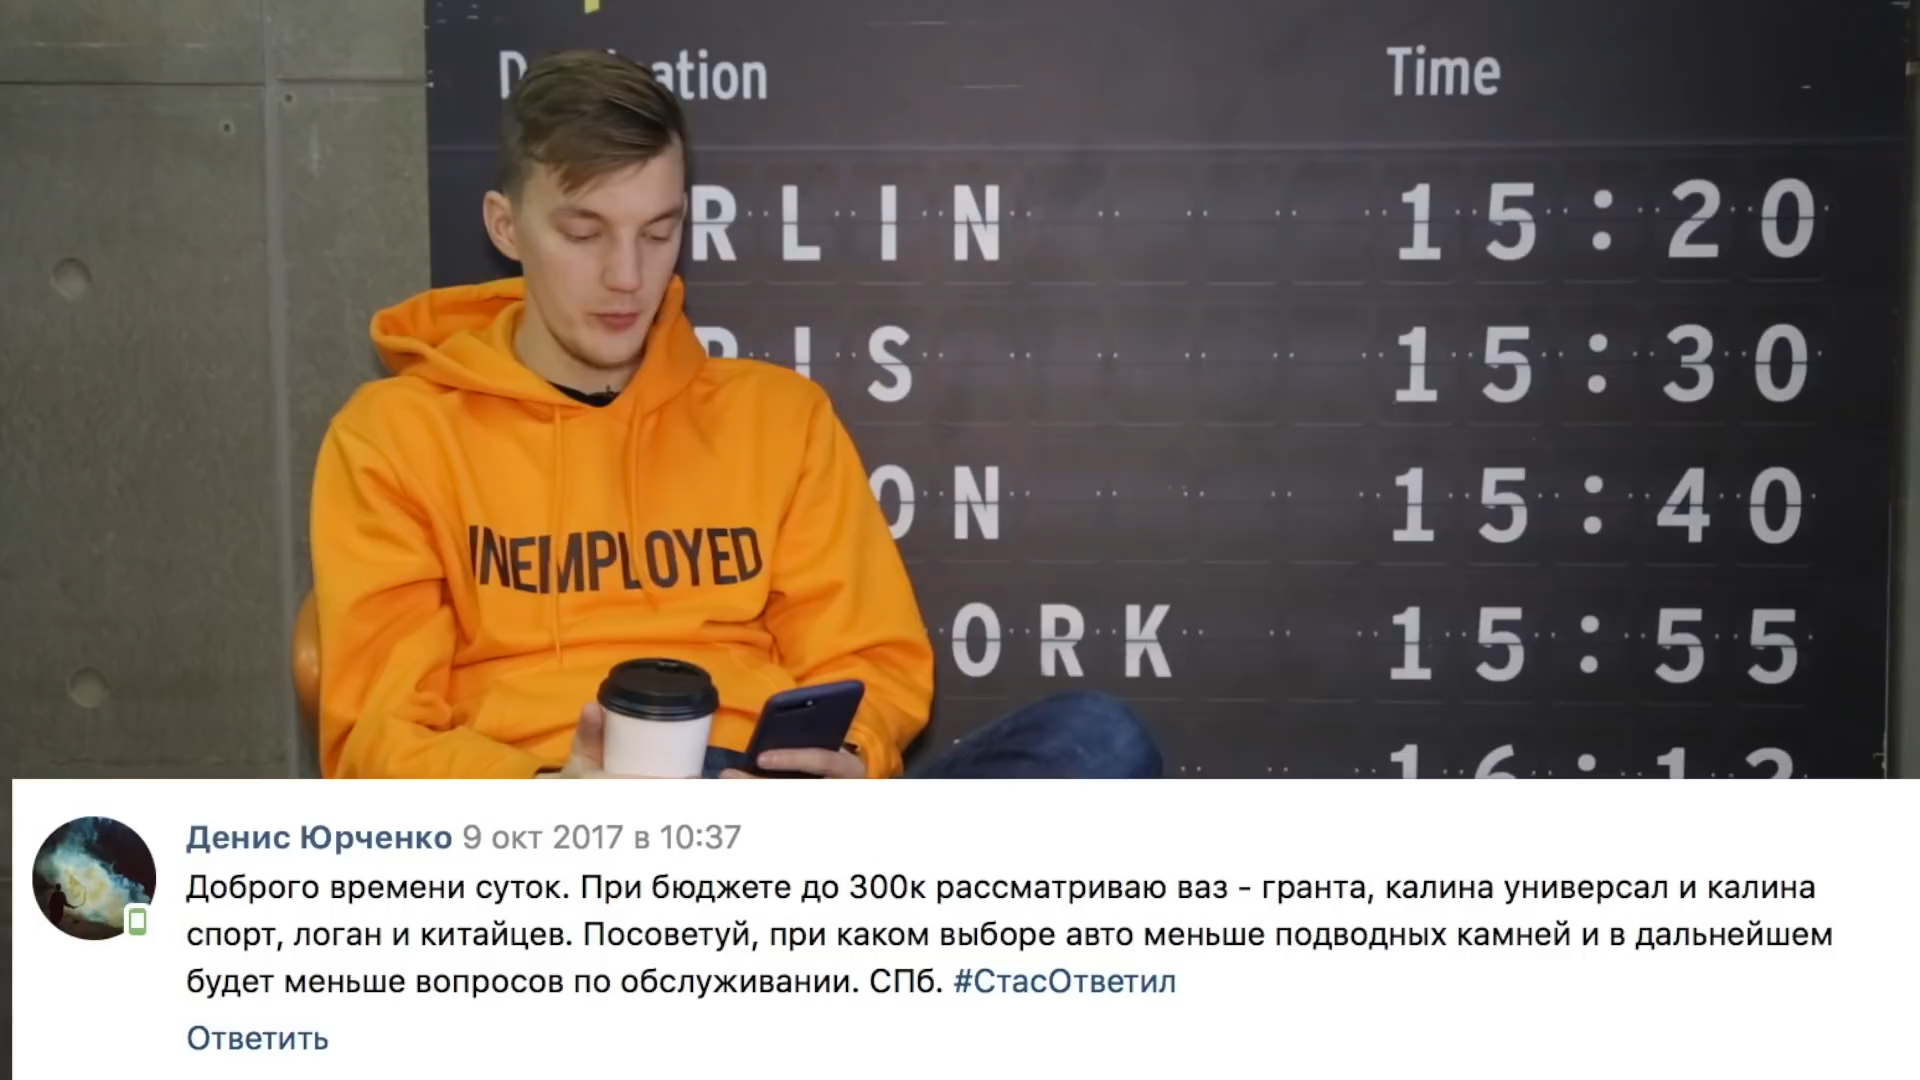 Time
RLIN 15:20
IS 15:30
ON 15:40
ORK 15:55
UNEMPLOYED
Денис Юрченко 9 окт 2017 в 10:37
Доброго времени суток. При бюджете до 300к рассматриваю ваз - гранта, калина универсал и калина
спорт, логан и китайцев. Посоветуй, при каком выборе авто меньше подводных камней и в дальнейшем
будет меньше вопросов по обслуживании. СПб. #СтасОтветил
Ответить